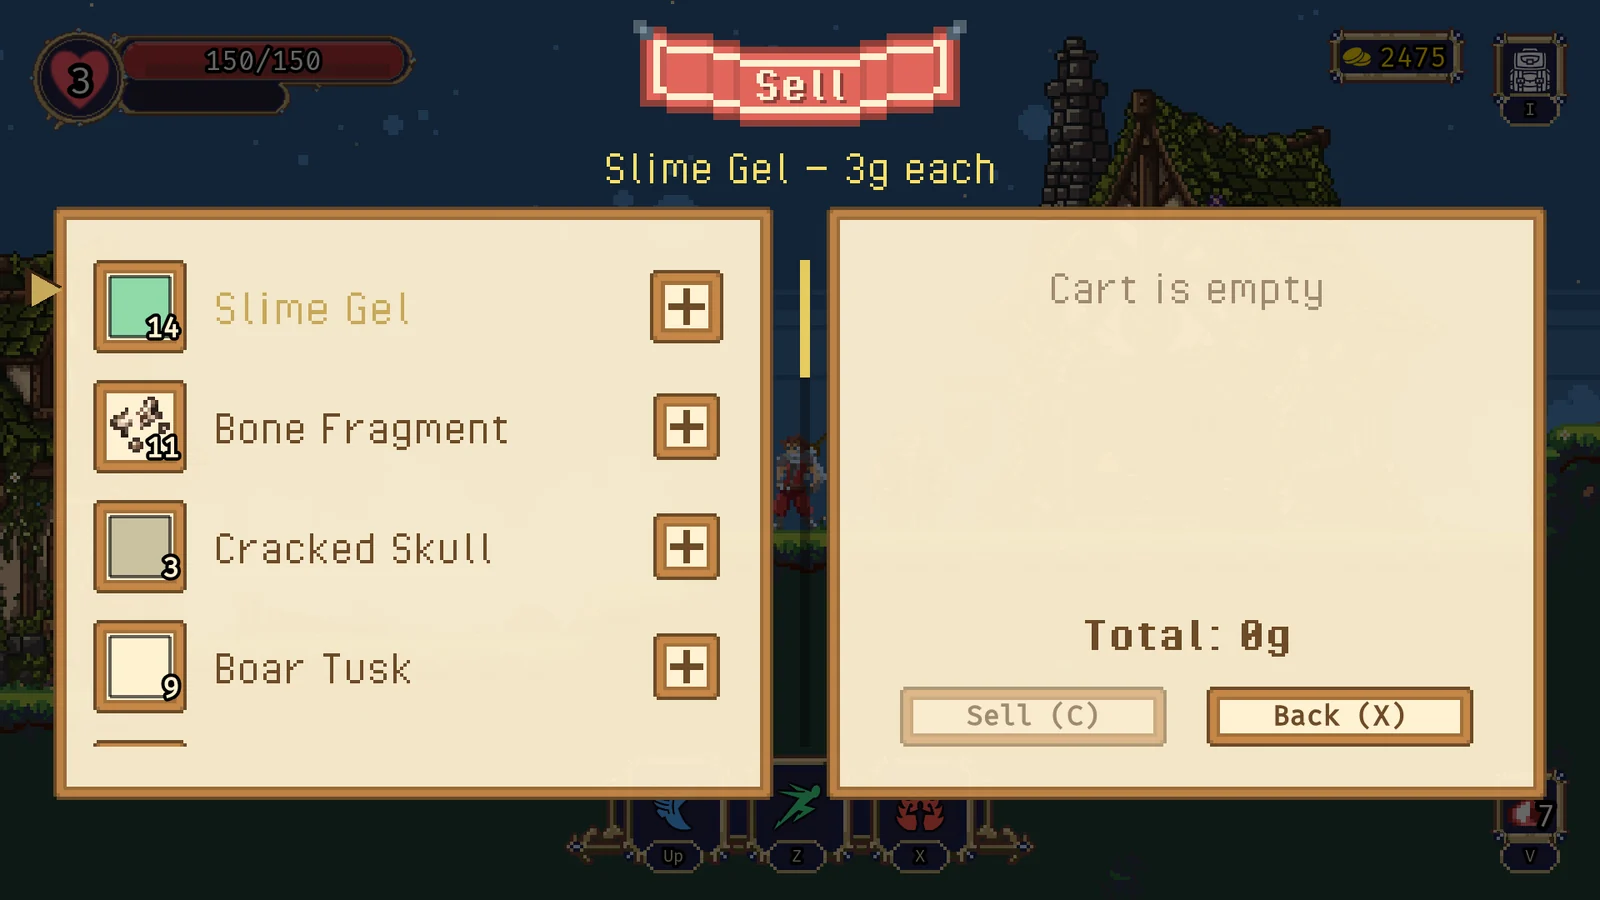 3
150/150
Sell
2475
I
Slime Gel – 3g each
14
Slime Gel
+
11
Bone Fragment
+
3
Cracked Skull
+
9
Boar Tusk
+
Cart is empty
Total: 0g
Sell (C)
Back (X)
Up
Z
X
7
V